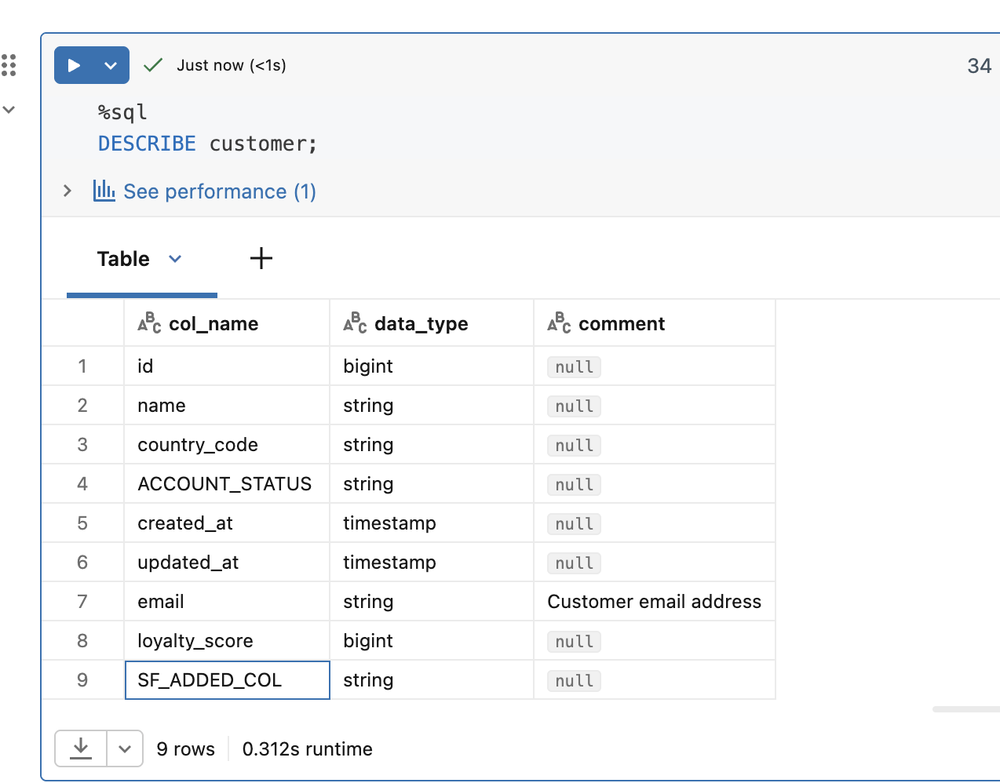 Just now (<1s)
34
%sql
DESCRIBE customer;
See performance (1)
Table
col_name data_type comment
1 id bigint null
2 name string null
3 country_code string null
4 ACCOUNT_STATUS string null
5 created_at timestamp null
6 updated_at timestamp null
7 email string Customer email address
8 loyalty_score bigint null
9 SF_ADDED_COL string null
9 rows 0.312s runtime